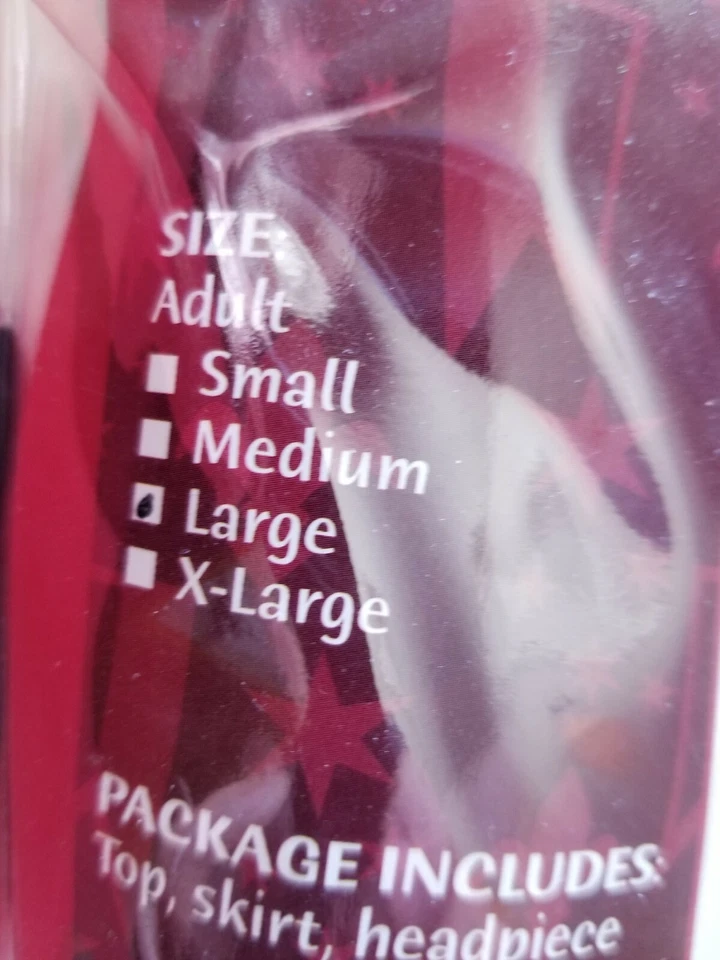 SIZE:
Adult
Small
Medium
Large
X-Large
PACKAGE INCLUDES:
Top, skirt, headpiece